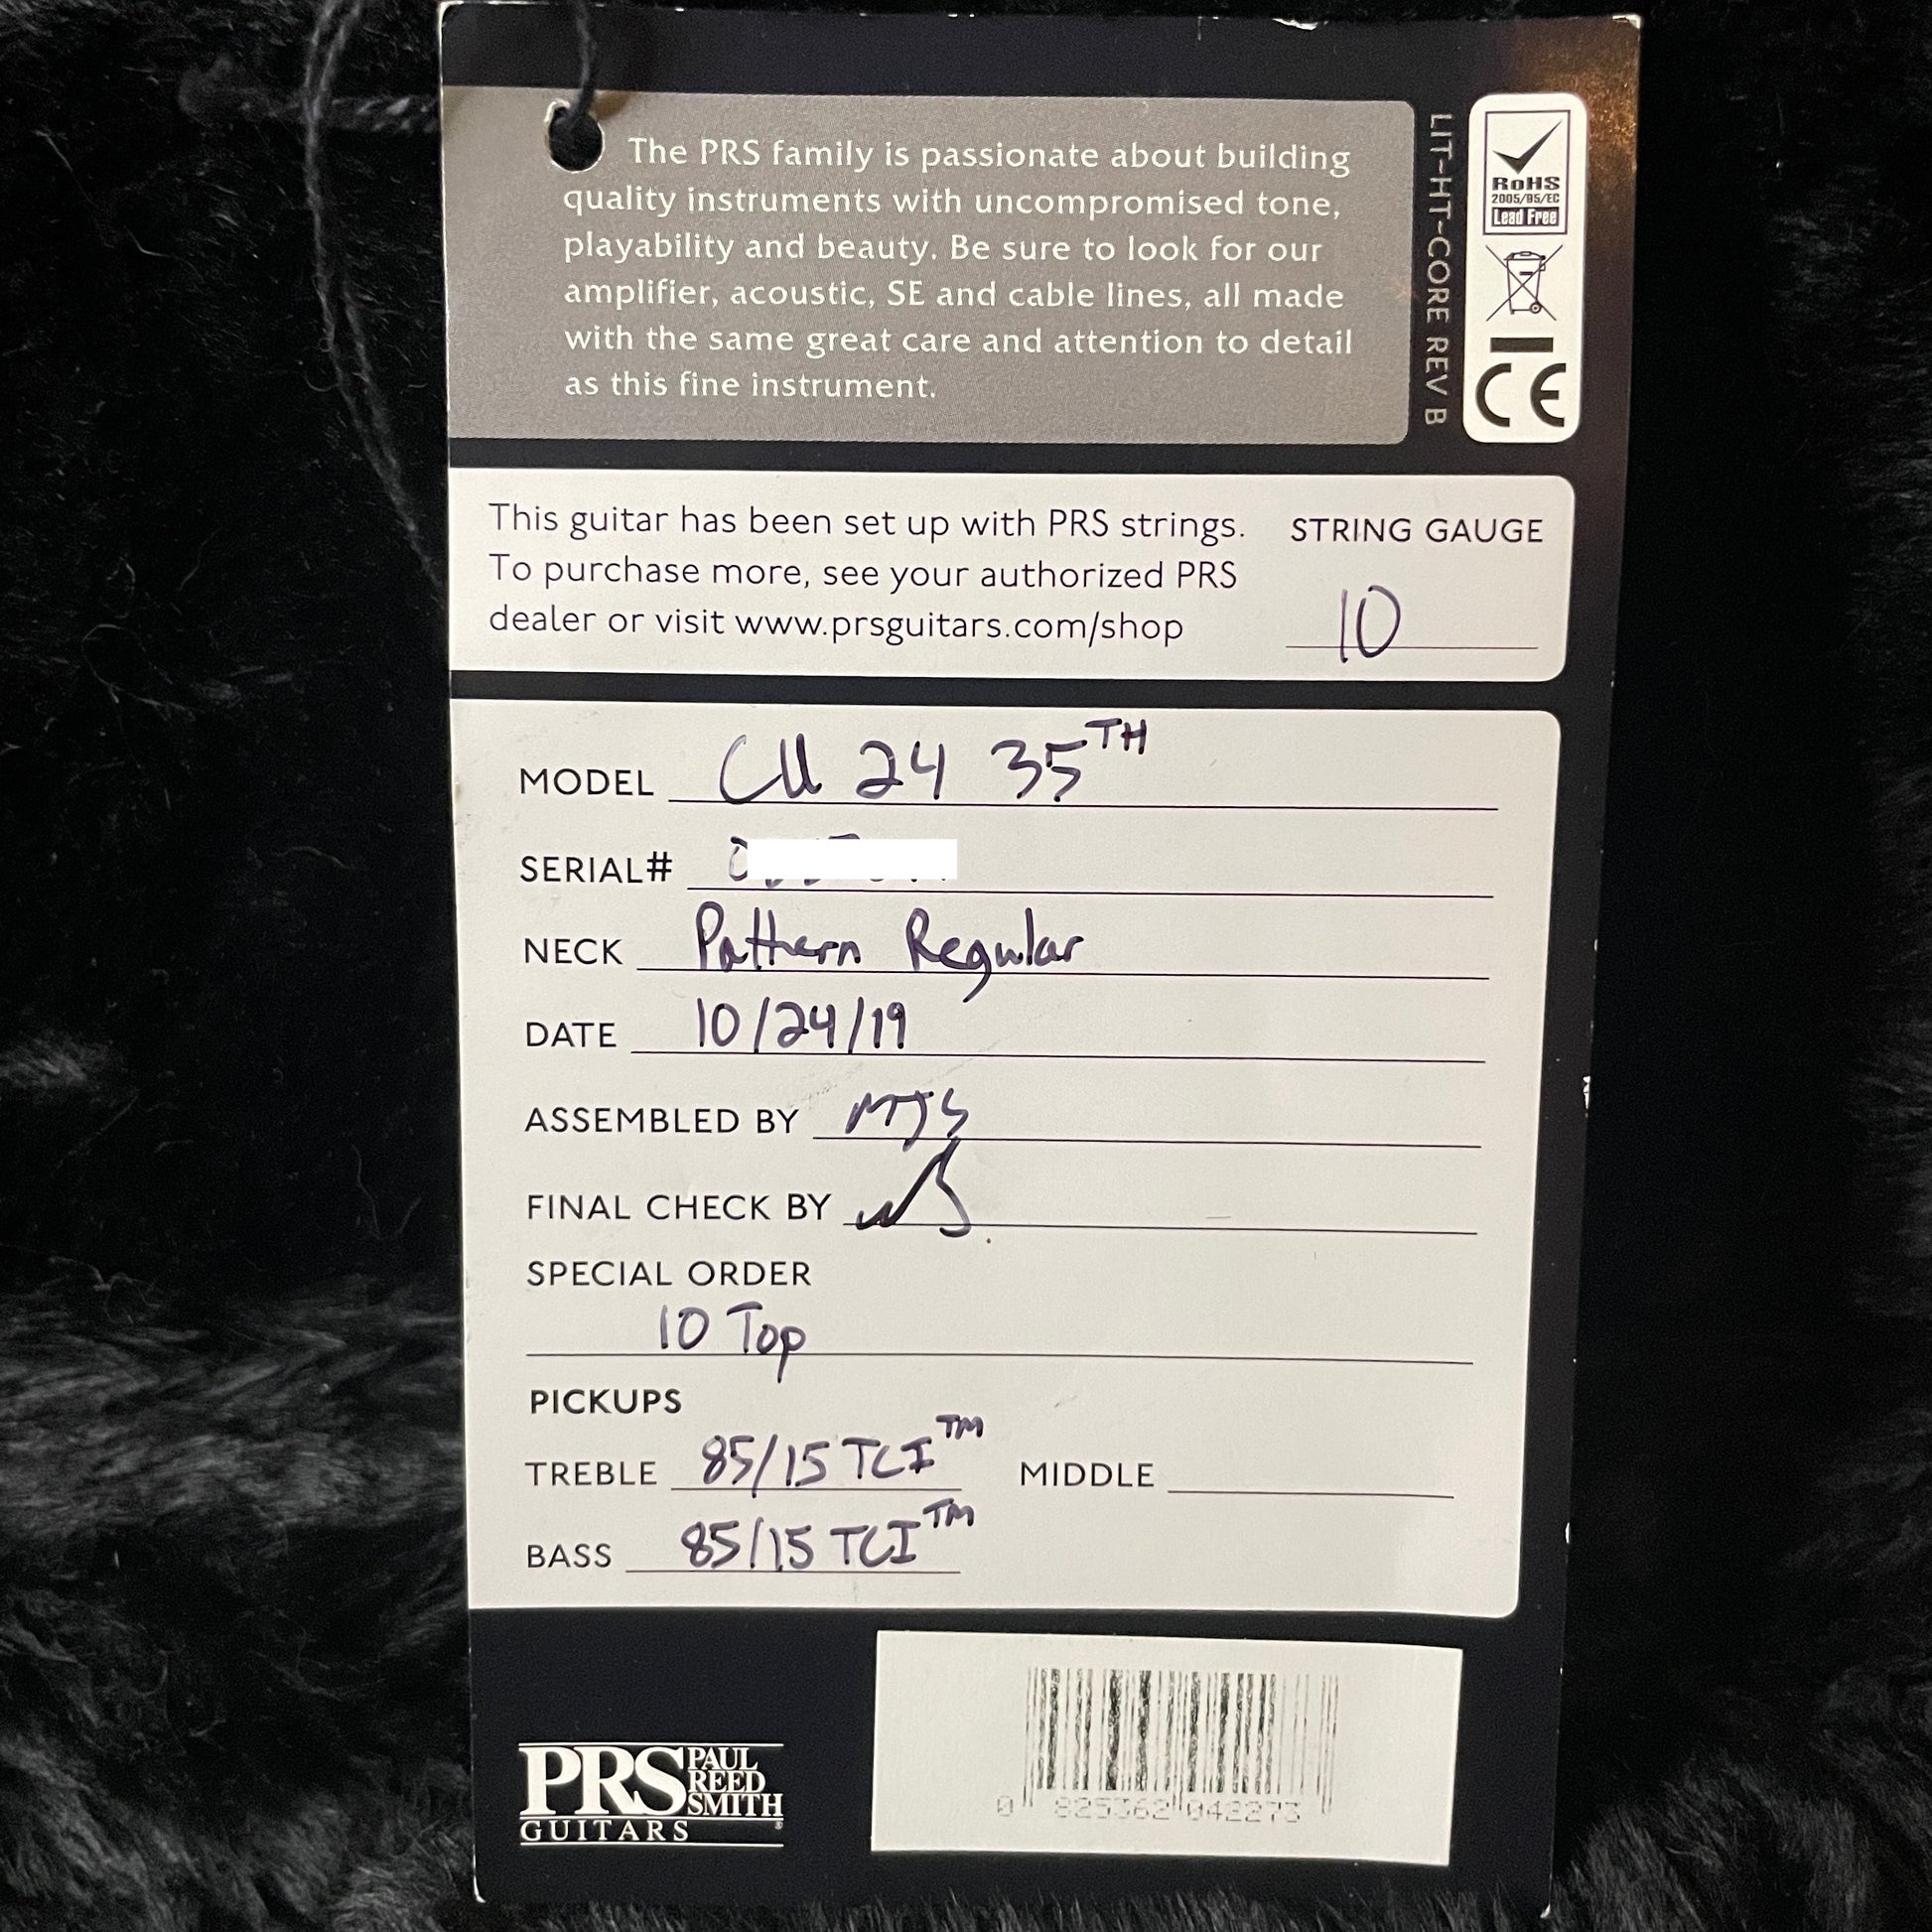 The PRS family is passionate about building
quality instruments with uncompromised tone,
playability and beauty. Be sure to look for our
amplifier, acoustic, SE and cable lines, all made
with the same great care and attention to detail
as this fine instrument.
LIT-HT-CORE REV B
RoHS
2005/95/EC
Lead Free
CE
This guitar has been set up with PRS strings.
To purchase more, see your authorized PRS
dealer or visit www.prsguitars.com/shop
STRING GAUGE
10
MODEL CU 24 35TH
SERIAL#
NECK Pattern Regular
DATE 10/24/19
ASSEMBLED BY MJS
FINAL CHECK BY
SPECIAL ORDER
10 Top
PICKUPS
TREBLE 85/15 TCI™ MIDDLE
BASS 85/15 TCI™
PRS PAUL
REED
SMITH
GUITARS
0 825362 042273